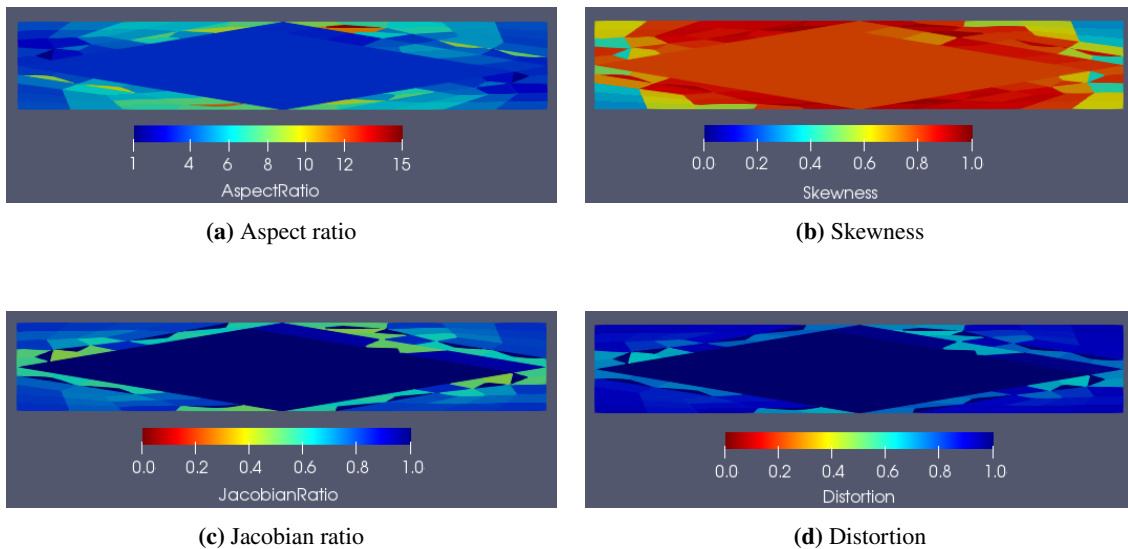 1 4 6 8 10 12 15
AspectRatio
(a) Aspect ratio
0.0 0.2 0.4 0.6 0.8 1.0
Skewness
(b) Skewness
0.0 0.2 0.4 0.6 0.8 1.0
JacobianRatio
(c) Jacobian ratio
0.0 0.2 0.4 0.6 0.8 1.0
Distortion
(d) Distortion